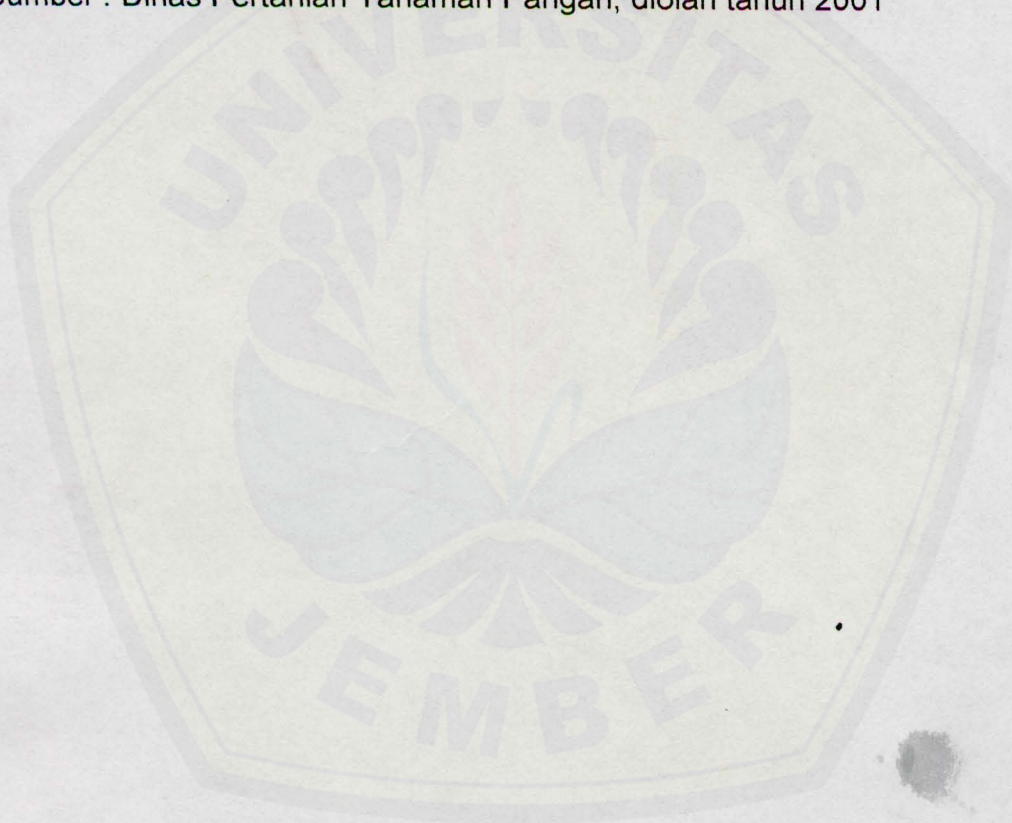 Sumber : Dinas Pertanian Tanaman Pangan, diolah tahun 2001
UNIVERSITAS
JEMBER